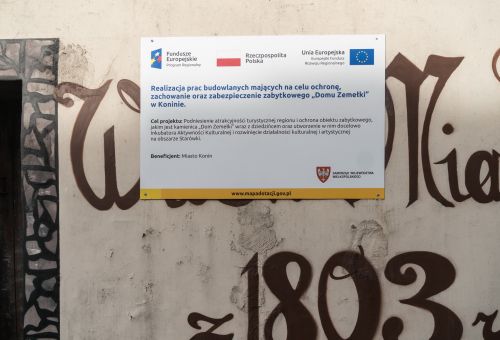 Fundusze
Europejskie
Program Regionalny
Rzeczpospolita
Polska
Unia Europejska
Europejski Fundusz
Rozwoju Regionalnego
Realizacja prac budowlanych mających na celu ochronę,
zachowanie oraz zabezpieczenie zabytkowego „Domu Zemełki”
w Koninie.
Cel projektu: Podniesienie atrakcyjności turystycznej regionu i ochrona obiektu zabytkowego,
jakim jest kamienica „Dom Zemełki” wraz z dziedzińcem oraz utworzenie w nim docelowo
Inkubatora Aktywności Kulturalnej i rozwinięcie działalności kulturalnej i artystycznej
na obszarze Starówki.
Beneficjent: Miasto Konin
SAMORZĄD WOJEWÓDZTWA
WIELKOPOLSKIEGO
www.mapadotacji.gov.pl
z 1803 r